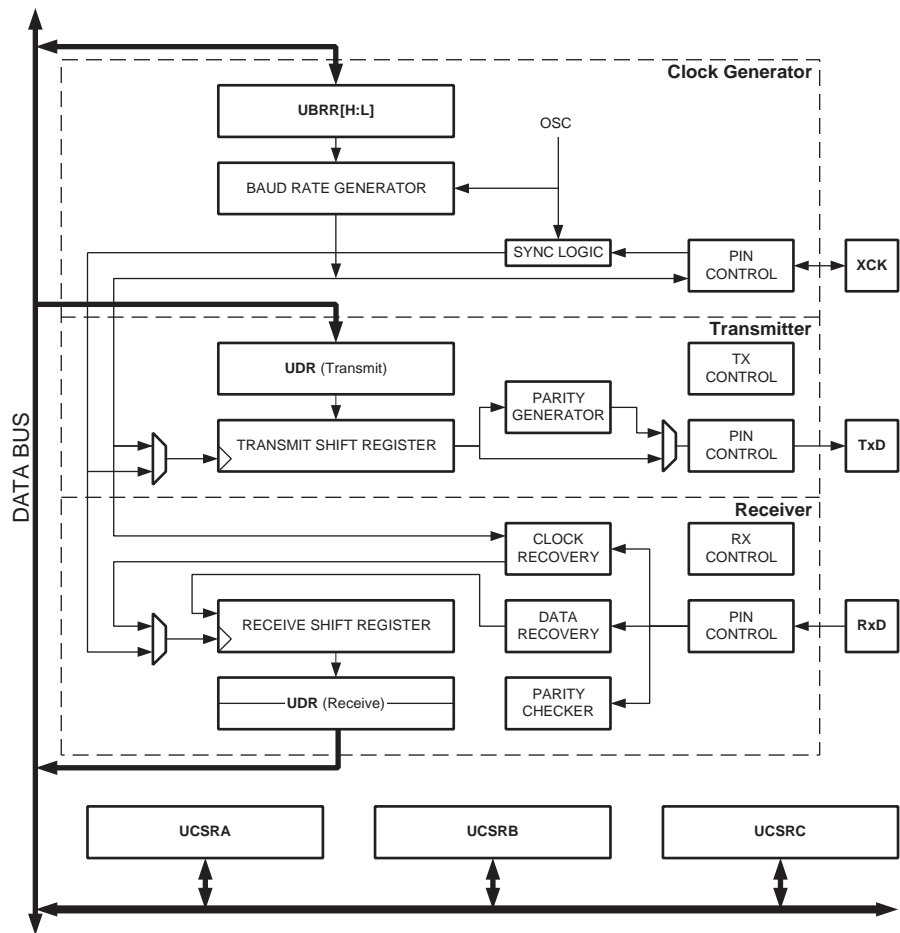 Clock Generator
UBRR[H:L]
OSC
BAUD RATE GENERATOR
SYNC LOGIC
PIN
CONTROL
XCK
DATA BUS
Transmitter
UDR (Transmit)
TX
CONTROL
PARITY
GENERATOR
TRANSMIT SHIFT REGISTER
PIN
CONTROL
TxD
Receiver
CLOCK
RECOVERY
RX
CONTROL
RECEIVE SHIFT REGISTER
DATA
RECOVERY
PIN
CONTROL
RxD
UDR (Receive)
PARITY
CHECKER
UCSRA
UCSRB
UCSRC